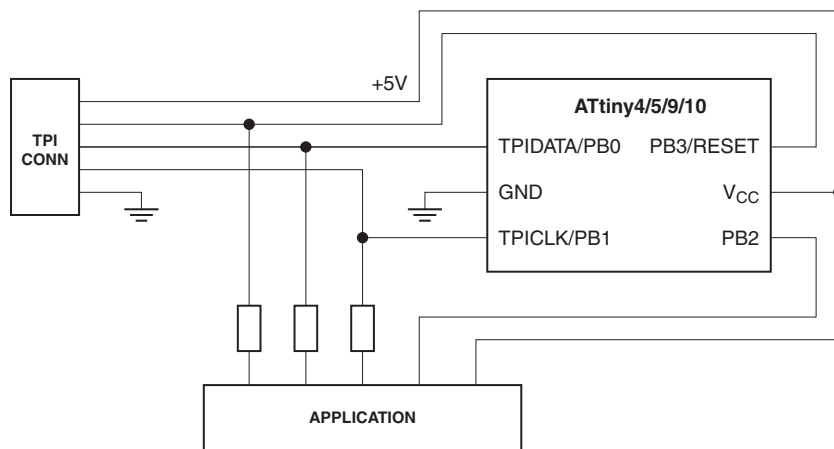 +5V
TPI
CONN
ATtiny4/5/9/10
TPIDATA/PB0 PB3/RESET
GND VCC
TPICLK/PB1 PB2
APPLICATION